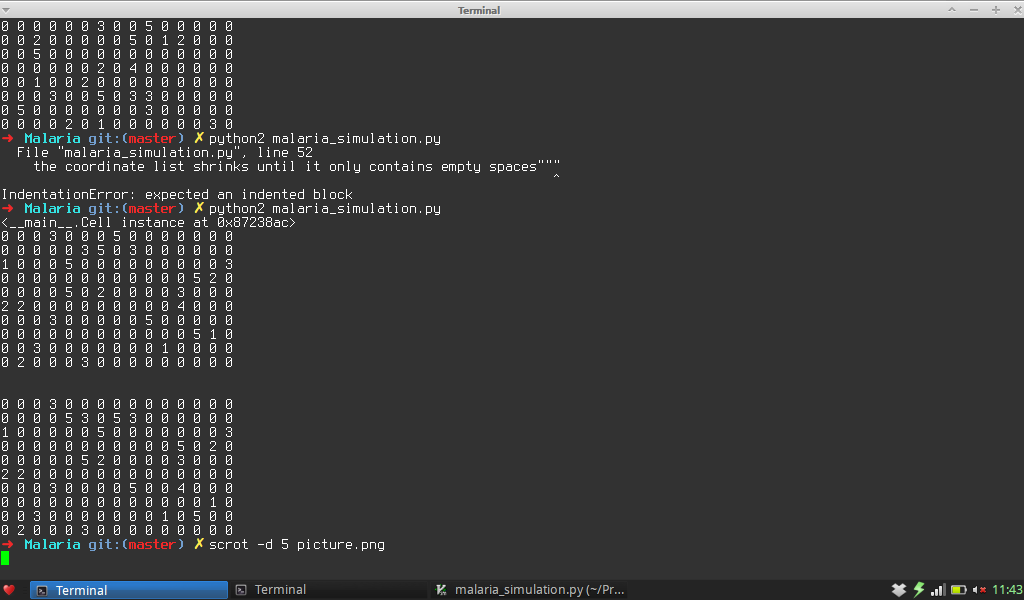 Terminal
0 0 0 0 0 0 3 0 0 5 0 0 0 0 0
0 0 2 0 0 0 0 0 5 0 1 2 0 0 0
0 0 5 0 0 0 0 0 0 0 0 0 0 0 0
0 0 0 0 0 0 2 0 4 0 0 0 0 0 0
0 0 1 0 0 2 0 0 0 0 0 0 0 0 0
0 0 0 3 0 0 5 0 3 3 0 0 0 0 0
0 5 0 0 0 0 0 0 0 3 0 0 0 0 0
0 0 0 0 2 0 1 0 0 0 0 0 0 3 0
→ Malaria git:(master) ✗ python2 malaria_simulation.py
File "malaria_simulation.py", line 52
the coordinate list shrinks until it only contains empty spaces"""
^
IndentationError: expected an indented block
→ Malaria git:(master) ✗ python2 malaria_simulation.py
<__main__.Cell instance at 0x87238ac>
0 0 0 3 0 0 0 5 0 0 0 0 0 0 0
0 0 0 0 0 3 5 0 3 0 0 0 0 0 0
1 0 0 0 5 0 0 0 0 0 0 0 0 0 3
0 0 0 0 0 0 0 0 0 0 0 0 5 2 0
0 0 0 0 5 0 2 0 0 0 0 3 0 0 0
2 2 0 0 0 0 0 0 0 0 0 4 0 0 0
0 0 0 3 0 0 0 0 0 5 0 0 0 0 0
0 0 0 0 0 0 0 0 0 0 0 0 5 1 0
0 0 3 0 0 0 0 0 0 0 1 0 0 0 0
0 2 0 0 0 3 0 0 0 0 0 0 0 0 0
0 0 0 3 0 0 0 0 0 0 0 0 0 0 0
0 0 0 0 5 3 0 5 3 0 0 0 0 0 0
1 0 0 0 0 0 5 0 0 0 0 0 0 0 3
0 0 0 0 0 0 0 0 0 0 0 5 0 2 0
0 0 0 0 0 5 2 0 0 0 0 3 0 0 0
2 2 0 0 0 0 0 0 0 0 0 0 0 0 0
0 0 0 3 0 0 0 0 5 0 0 4 0 0 0
0 0 0 0 0 0 0 0 0 0 0 0 0 1 0
0 0 3 0 0 0 0 0 0 0 1 0 5 0 0
0 2 0 0 0 3 0 0 0 0 0 0 0 0 0
→ Malaria git:(master) ✗ scrot -d 5 picture.png
Terminal
Terminal
malaria_simulation.py (~/Pr...
11:43